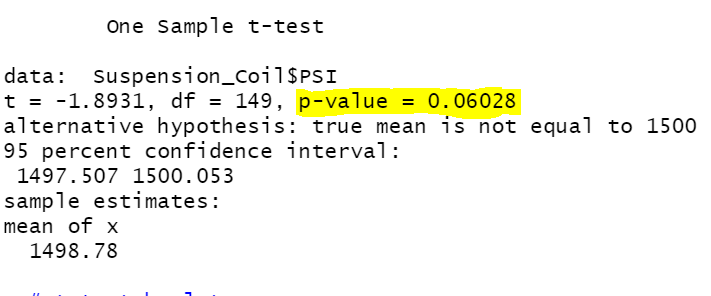 One Sample t-test
data:  Suspension_Coil$PSI
t = -1.8931, df = 149, p-value = 0.06028
alternative hypothesis: true mean is not equal to 1500
95 percent confidence interval:
 1497.507 1500.053
sample estimates:
mean of x
  1498.78